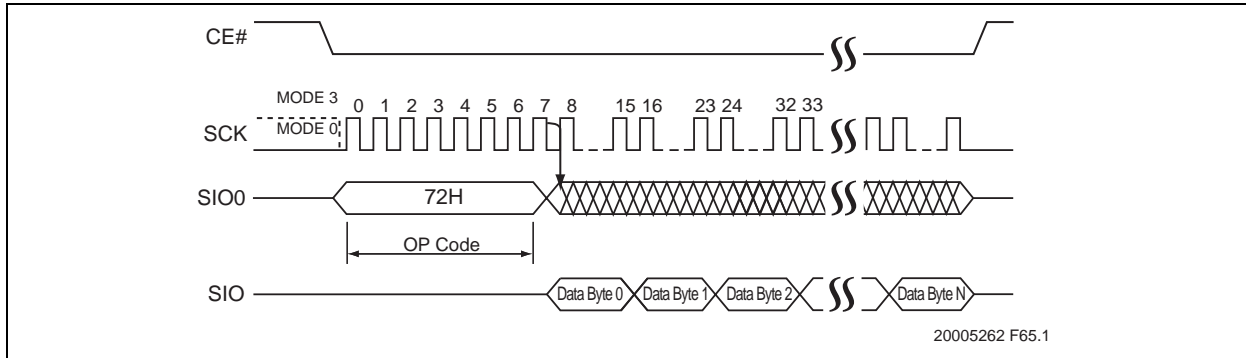 CE#
MODE 3
0 1 2 3 4 5 6 7 8 15 16 23 24 32 33
SCK
MODE 0
SIO0
72H
OP Code
SIO
Data Byte 0 Data Byte 1 Data Byte 2 Data Byte N
20005262 F65.1